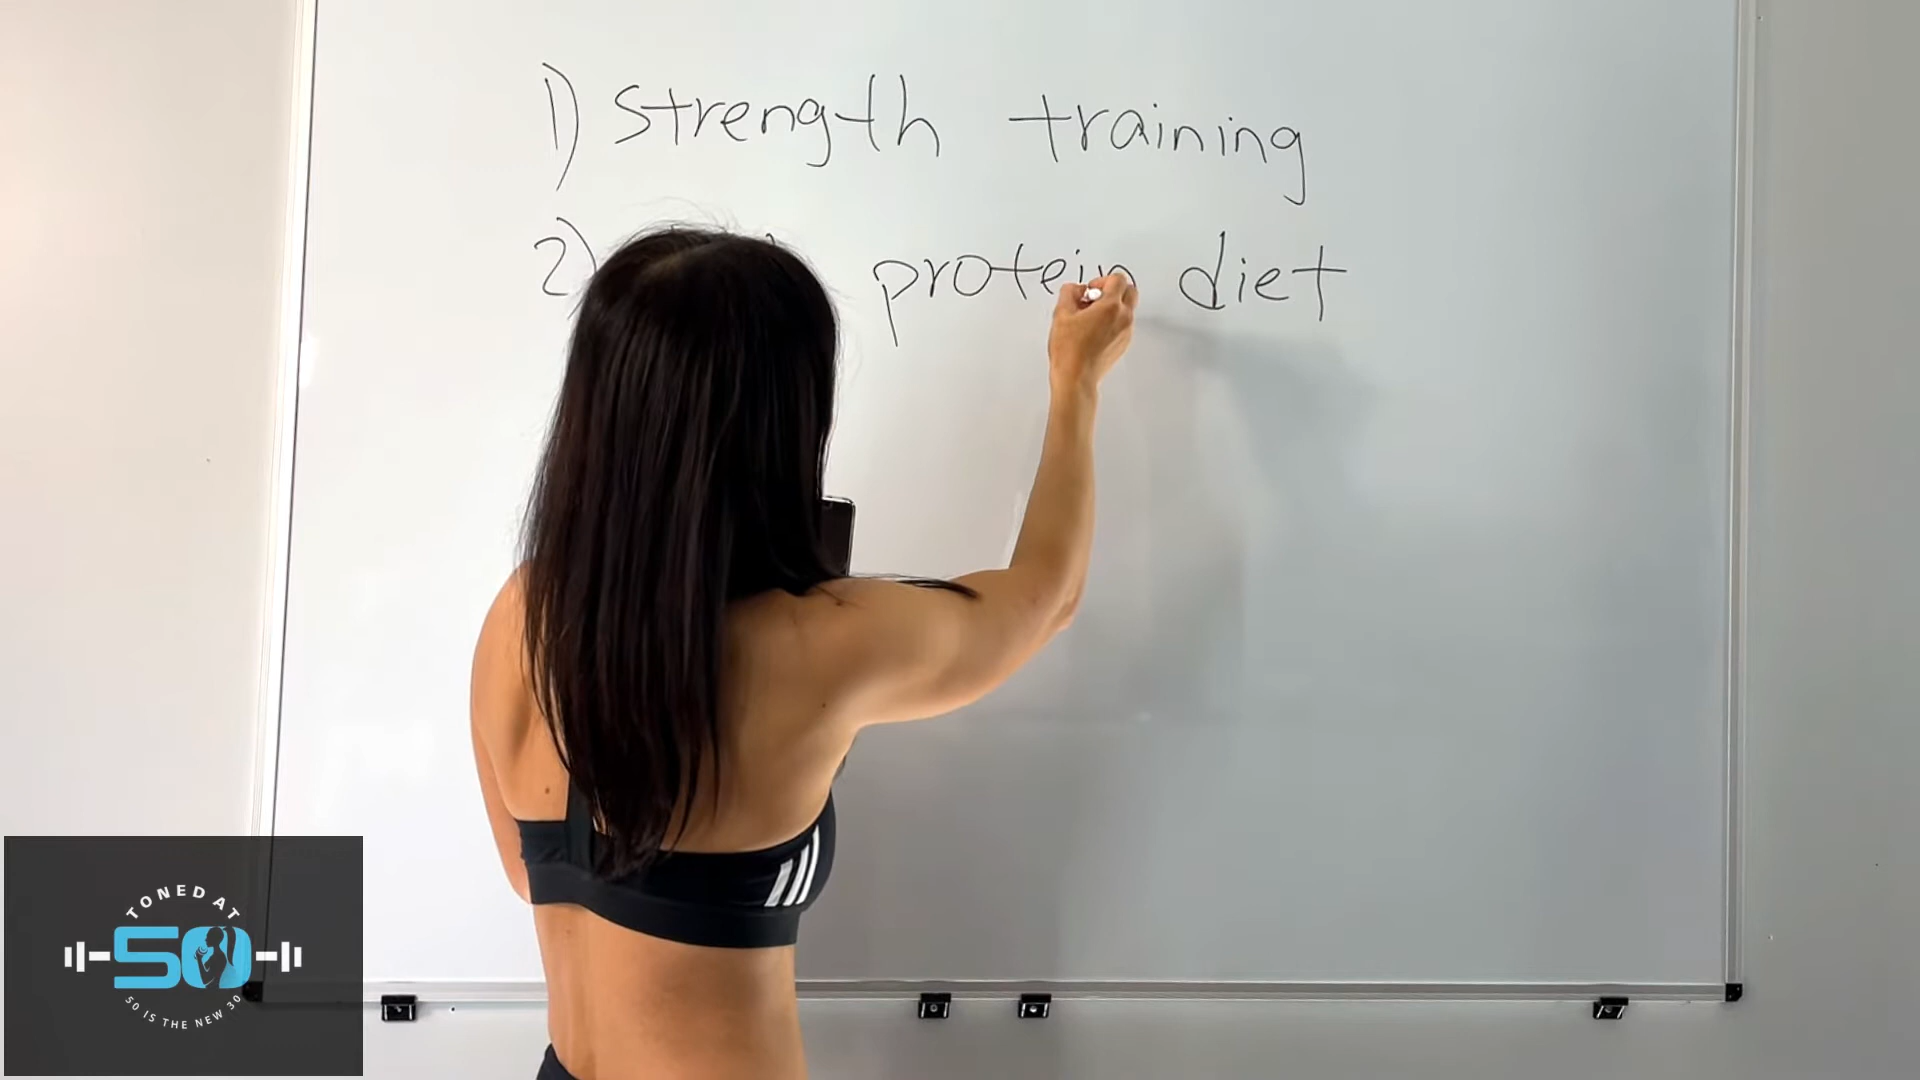 1) strength training
2) protein diet
TONED AT
50
50 IS THE NEW 30